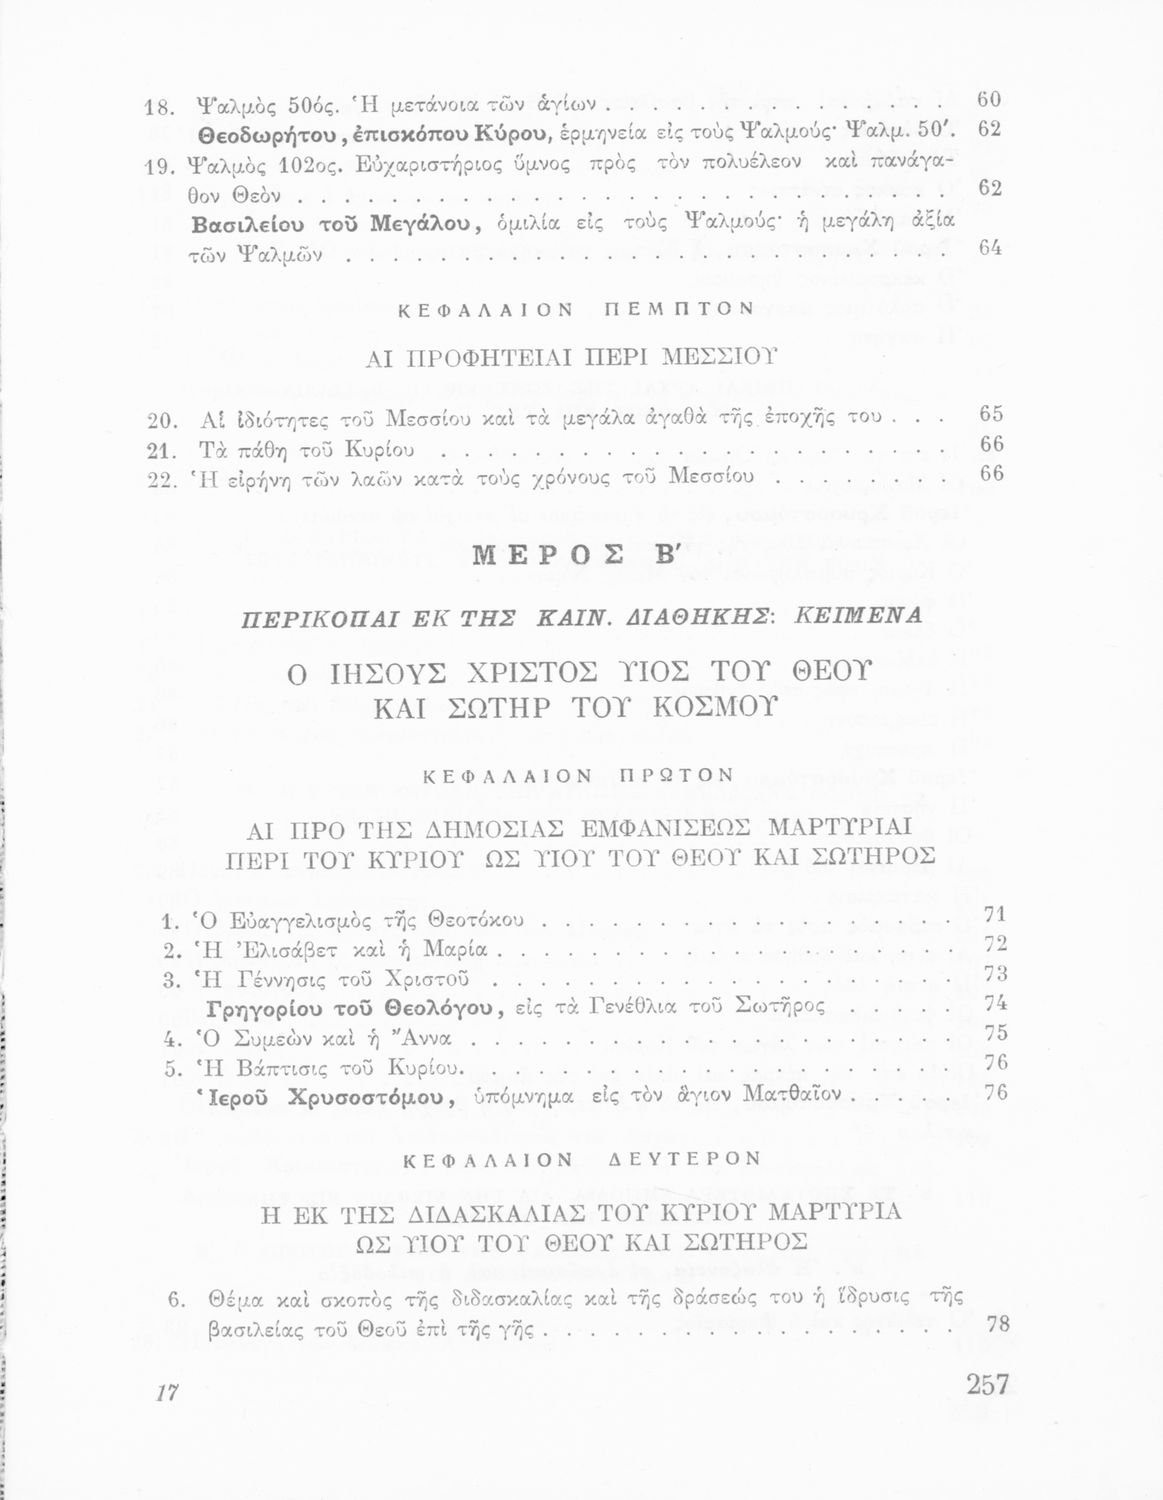 18. Ψαλμὸς 50ός. Ἡ μετάνοια τῶν ἁγίων . . . . . . . . . . . . . . . 60
Θεοδωρήτου, ἐπισκόπου Κύρου, ἑρμηνεία εἰς τοὺς Ψαλμούς· Ψαλμ. 50'. 62
19. Ψαλμὸς 102ος. Εὐχαριστήριος ὕμνος πρὸς τὸν πολυέλεον καὶ πανάγα-
θον Θεὸν . . . . . . . . . . . . . . . . . . . . . . . . . . . . 62
Βασιλείου τοῦ Μεγάλου, ὁμιλία εἰς τοὺς Ψαλμούς· ἡ μεγάλη ἀξία
τῶν Ψαλμῶν . . . . . . . . . . . . . . . . . . . . . . . . . . 64
ΚΕΦΑΛΑΙΟΝ ΠΕΜΠΤΟΝ
ΑΙ ΠΡΟΦΗΤΕΙΑΙ ΠΕΡΙ ΜΕΣΣΙΟΥ
20. Αἱ ἰδιότητες τοῦ Μεσσίου καὶ τὰ μεγάλα ἀγαθὰ τῆς ἐποχῆς του . . . 65
21. Τὰ πάθη τοῦ Κυρίου . . . . . . . . . . . . . . . . . . . . . . 66
22. Ἡ εἰρήνη τῶν λαῶν κατὰ τοὺς χρόνους τοῦ Μεσσίου . . . . . . . . 66
ΜΕΡΟΣ Β'
ΠΕΡΙΚΟΠΑΙ ΕΚ ΤΗΣ ΚΑΙΝ. ΔΙΑΘΗΚΗΣ: ΚΕΙΜΕΝΑ
Ο ΙΗΣΟΥΣ ΧΡΙΣΤΟΣ ΥΙΟΣ ΤΟΥ ΘΕΟΥ
ΚΑΙ ΣΩΤΗΡ ΤΟΥ ΚΟΣΜΟΥ
ΚΕΦΑΛΑΙΟΝ ΠΡΩΤΟΝ
ΑΙ ΠΡΟ ΤΗΣ ΔΗΜΟΣΙΑΣ ΕΜΦΑΝΙΣΕΩΣ ΜΑΡΤΥΡΙΑΙ
ΠΕΡΙ ΤΟΥ ΚΥΡΙΟΥ ΩΣ ΥΙΟΥ ΤΟΥ ΘΕΟΥ ΚΑΙ ΣΩΤΗΡΟΣ
1. Ὁ Εὐαγγελισμὸς τῆς Θεοτόκου . . . . . . . . . . . . . . . . . . 71
2. Ἡ Ἐλισάβετ καὶ ἡ Μαρία . . . . . . . . . . . . . . . . . . . . 72
3. Ἡ Γέννησις τοῦ Χριστοῦ . . . . . . . . . . . . . . . . . . . . 73
Γρηγορίου τοῦ Θεολόγου, εἰς τὰ Γενέθλια τοῦ Σωτῆρος . . . . . 74
4. Ὁ Συμεὼν καὶ ἡ Ἄννα . . . . . . . . . . . . . . . . . . . . . 75
5. Ἡ Βάπτισις τοῦ Κυρίου. . . . . . . . . . . . . . . . . . . . . 76
Ἱεροῦ Χρυσοστόμου, ὑπόμνημα εἰς τὸν ἅγιον Ματθαῖον . . . . . 76
ΚΕΦΑΛΑΙΟΝ ΔΕΥΤΕΡΟΝ
Η ΕΚ ΤΗΣ ΔΙΔΑΣΚΑΛΙΑΣ ΤΟΥ ΚΥΡΙΟΥ ΜΑΡΤΥΡΙΑ
ΩΣ ΥΙΟΥ ΤΟΥ ΘΕΟΥ ΚΑΙ ΣΩΤΗΡΟΣ
6. Θέμα καὶ σκοπὸς τῆς διδασκαλίας καὶ τῆς δράσεώς του ἡ ἵδρυσις τῆς
βασιλείας τοῦ Θεοῦ ἐπὶ τῆς γῆς . . . . . . . . . . . . . . . . . . 78
17
257